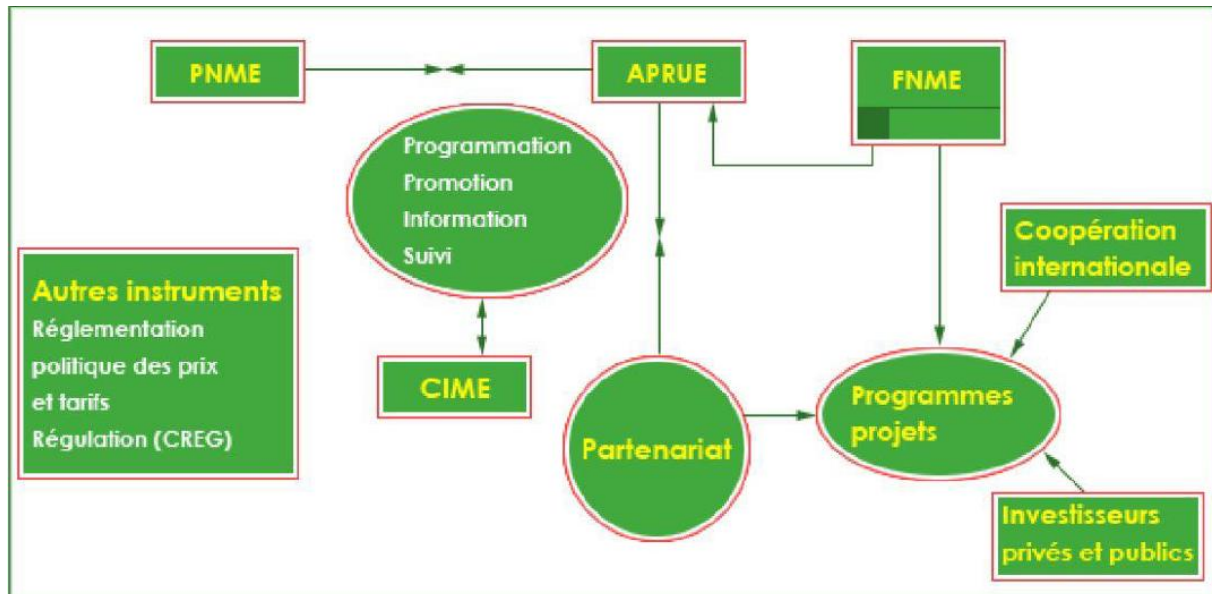 PNME
APRUE
FNME
Programmation
Promotion
Information
Suivi
Coopération
internationale
Autres instruments
Réglementation
politique des prix
et tarifs
Régulation (CREG)
CIME
Partenariat
Programmes
projets
Investisseurs
privés et publics